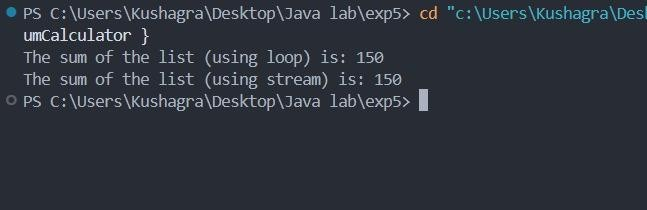 PS C:\Users\Kushagra\Desktop\Java lab\exp5> cd "c:\Users\Kushagra\Des
umCalculator }
The sum of the list (using loop) is: 150
The sum of the list (using stream) is: 150
PS C:\Users\Kushagra\Desktop\Java lab\exp5>